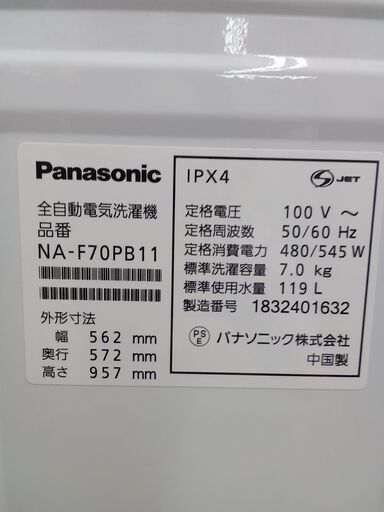 Panasonic
全自動電気洗濯機
品番
NA-F70PB11
外形寸法
幅 562 mm
奥行 572 mm
高さ 957 mm
IPX4
S JET
定格電圧 100 V ～
定格周波数 50/60 Hz
定格消費電力 480/545 W
標準洗濯容量 7.0 kg
標準使用水量 119 L
製造番号 1832401632
PS
E パナソニック株式会社
中国製